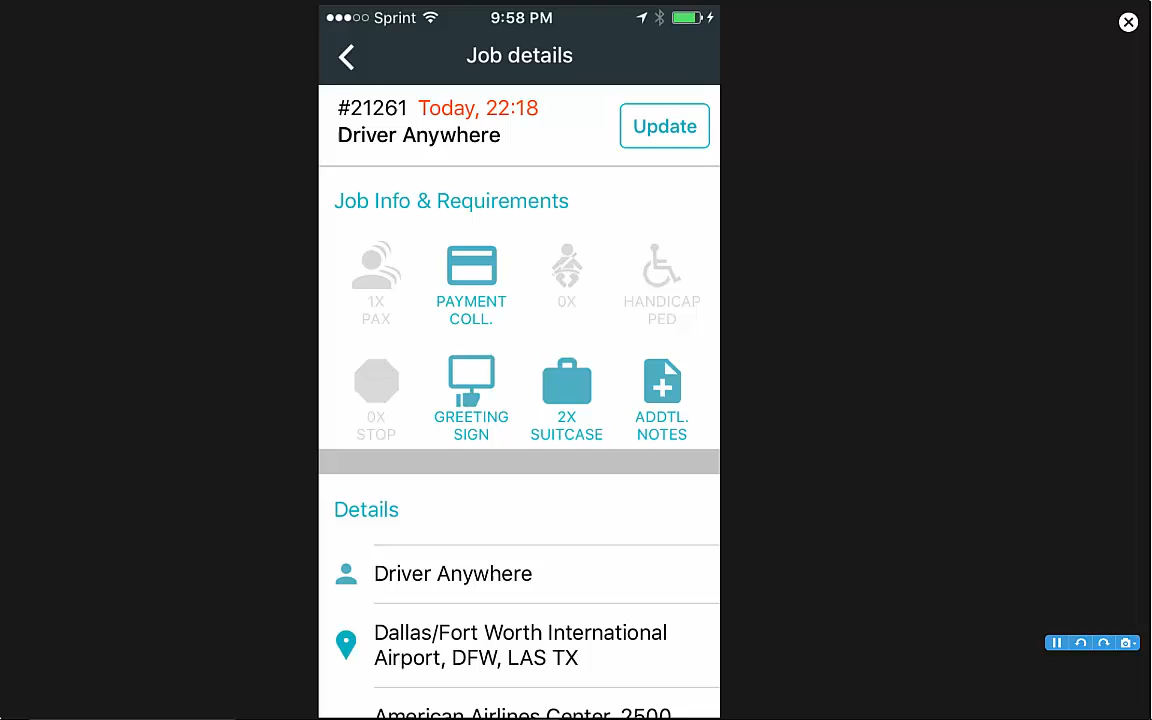 Sprint 9:58 PM
Job details
#21261 Today, 22:18
Driver Anywhere
Update
Job Info & Requirements
1X
PAX
PAYMENT
COLL.
0X
HANDICAP
PED
0X
STOP
GREETING
SIGN
2X
SUITCASE
ADDTL.
NOTES
Details
Driver Anywhere
Dallas/Fort Worth International
Airport, DFW, LAS TX
American Airlines Center, 2500